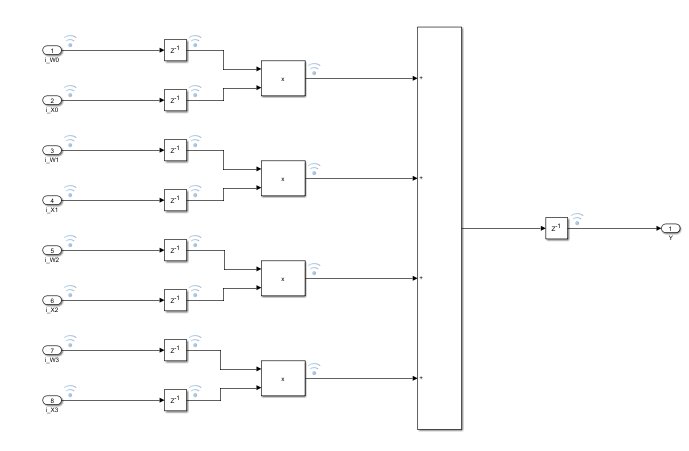 1
i_W0
z-1
x
2
i_X0
z-1
+
3
i_W1
z-1
x
4
i_X1
z-1
+
z-1
1
Y
5
i_W2
z-1
x
6
i_X2
z-1
+
7
i_W3
z-1
x
8
i_X3
z-1
+